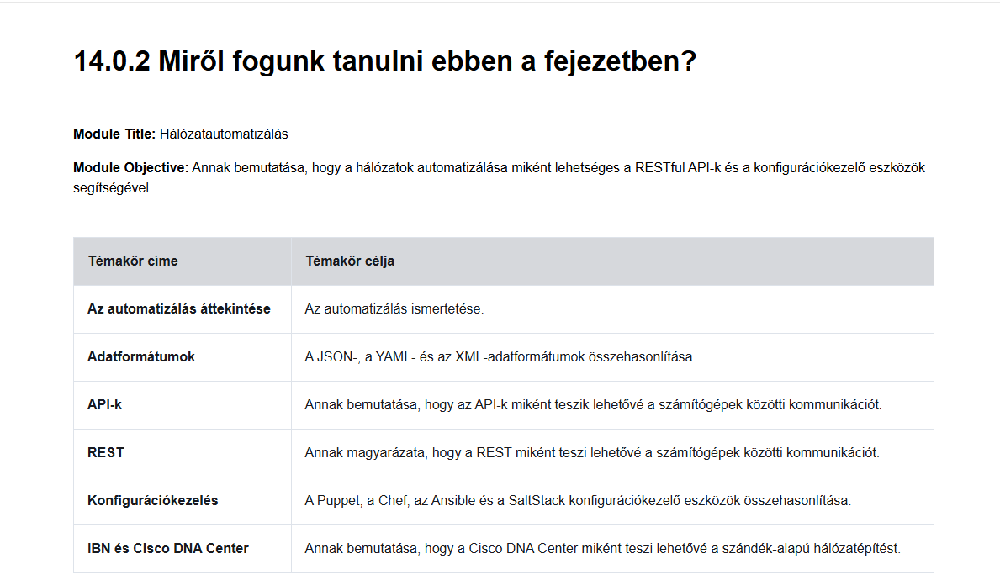 14.0.2 Miről fogunk tanulni ebben a fejezetben?
Module Title: Hálózatautomatizálás
Module Objective: Annak bemutatása, hogy a hálózatok automatizálása miként lehetséges a RESTful API-k és a konfigurációkezelő eszközök
segítségével.
Témakör címe Témakör célja
Az automatizálás áttekintése Az automatizálás ismertetése.
Adatformátumok A JSON-, a YAML- és az XML-adatformátumok összehasonlítása.
API-k Annak bemutatása, hogy az API-k miként teszik lehetővé a számítógépek közötti kommunikációt.
REST Annak magyarázata, hogy a REST miként teszi lehetővé a számítógépek közötti kommunikációt.
Konfigurációkezelés A Puppet, a Chef, az Ansible és a SaltStack konfigurációkezelő eszközök összehasonlítása.
IBN és Cisco DNA Center Annak bemutatása, hogy a Cisco DNA Center miként teszi lehetővé a szándék-alapú hálózatépítést.